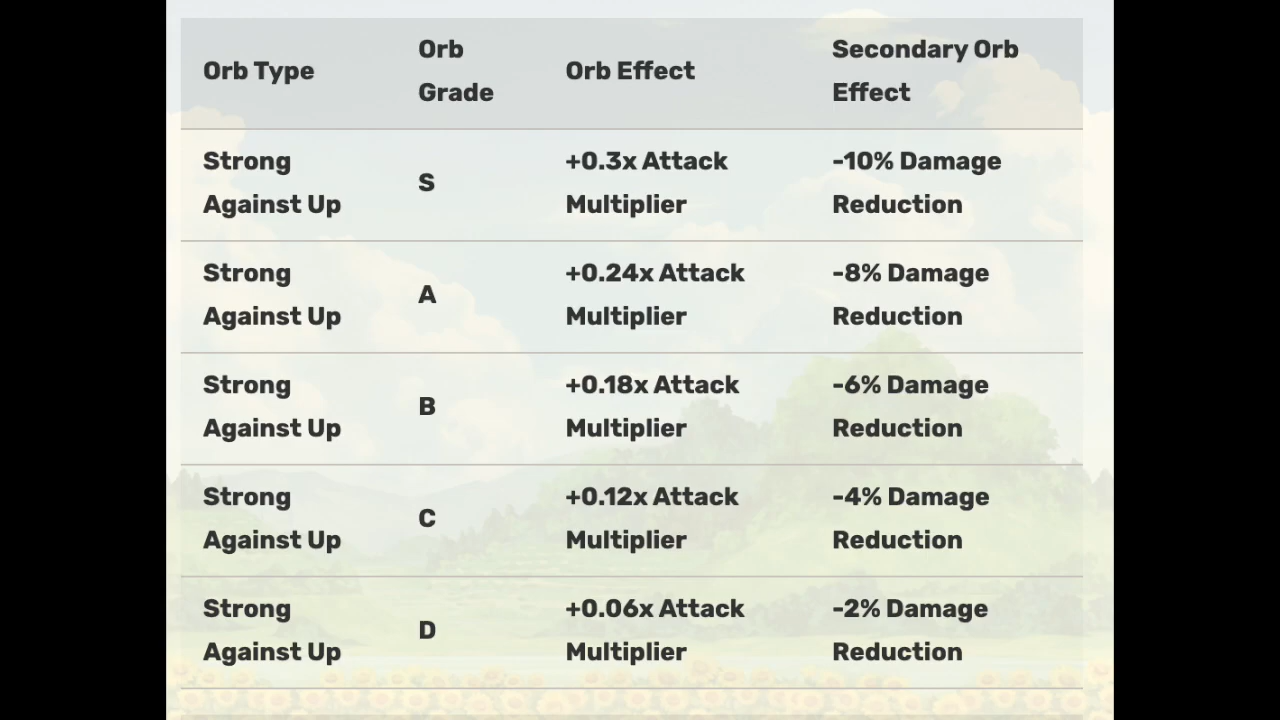 Orb Type
Orb
Grade
Orb Effect
Secondary Orb
Effect
Strong
Against Up
S
+0.3x Attack
Multiplier
-10% Damage
Reduction
Strong
Against Up
A
+0.24x Attack
Multiplier
-8% Damage
Reduction
Strong
Against Up
B
+0.18x Attack
Multiplier
-6% Damage
Reduction
Strong
Against Up
C
+0.12x Attack
Multiplier
-4% Damage
Reduction
Strong
Against Up
D
+0.06x Attack
Multiplier
-2% Damage
Reduction